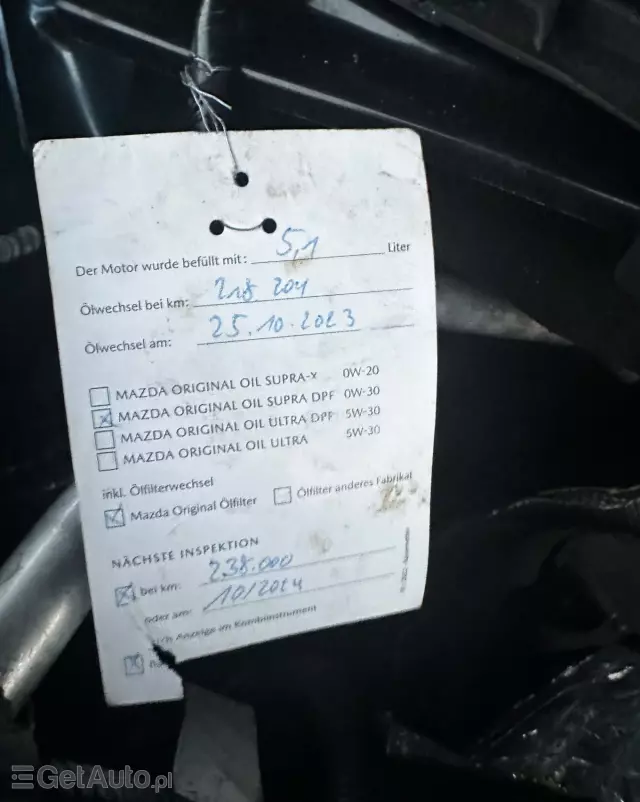 Der Motor wurde befüllt mit: 5,1 Liter
Ölwechsel bei km: 218 204
Ölwechsel am: 25.10.2023
MAZDA ORIGINAL OIL SUPRA-X 0W-20
MAZDA ORIGINAL OIL SUPRA DPF 0W-30
MAZDA ORIGINAL OIL ULTRA DPF 5W-30
MAZDA ORIGINAL OIL ULTRA 5W-30
inkl. Ölfilterwechsel
Mazda Original Ölfilter Ölfilter anderes Fabrikat
NÄCHSTE INSPEKTION
bei km: 238.000
oder am: 10/2024
Anzeige im Kombiinstrument
GetAuto.pl